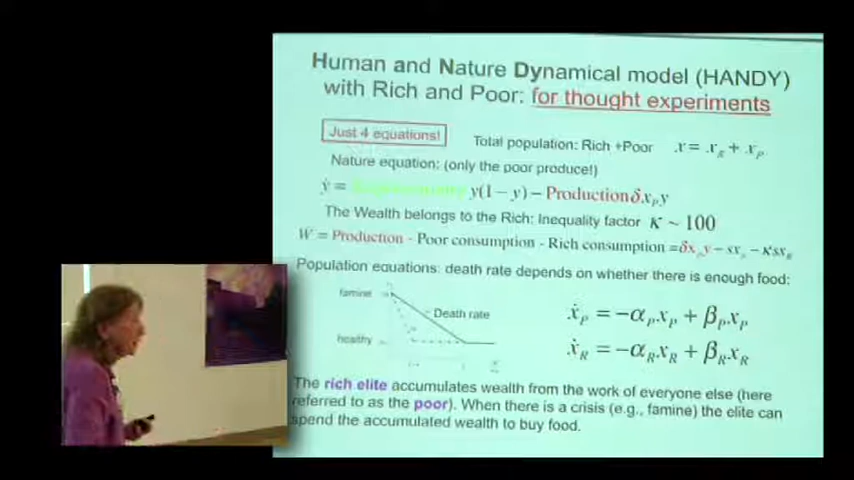 Human and Nature Dynamical model (HANDY)
with Rich and Poor: for thought experiments
Just 4 equations!
Total population: Rich +Poor x = x_R + x_P
Nature equation: (only the poor produce!)
ẏ = y(1 − y) − Production δx_P y
The Wealth belongs to the Rich: Inequality factor κ ~ 100
Ẇ = Production - Poor consumption - Rich consumption = δx_P y − sx_P − κsx_R
Population equations: death rate depends on whether there is enough food:
famine
Death rate
healthy
ẋ_P = −α_P x_P + β_P x_P
ẋ_R = −α_R x_R + β_R x_R
The rich elite accumulates wealth from the work of everyone else (here
referred to as the poor). When there is a crisis (e.g., famine) the elite can
spend the accumulated wealth to buy food.